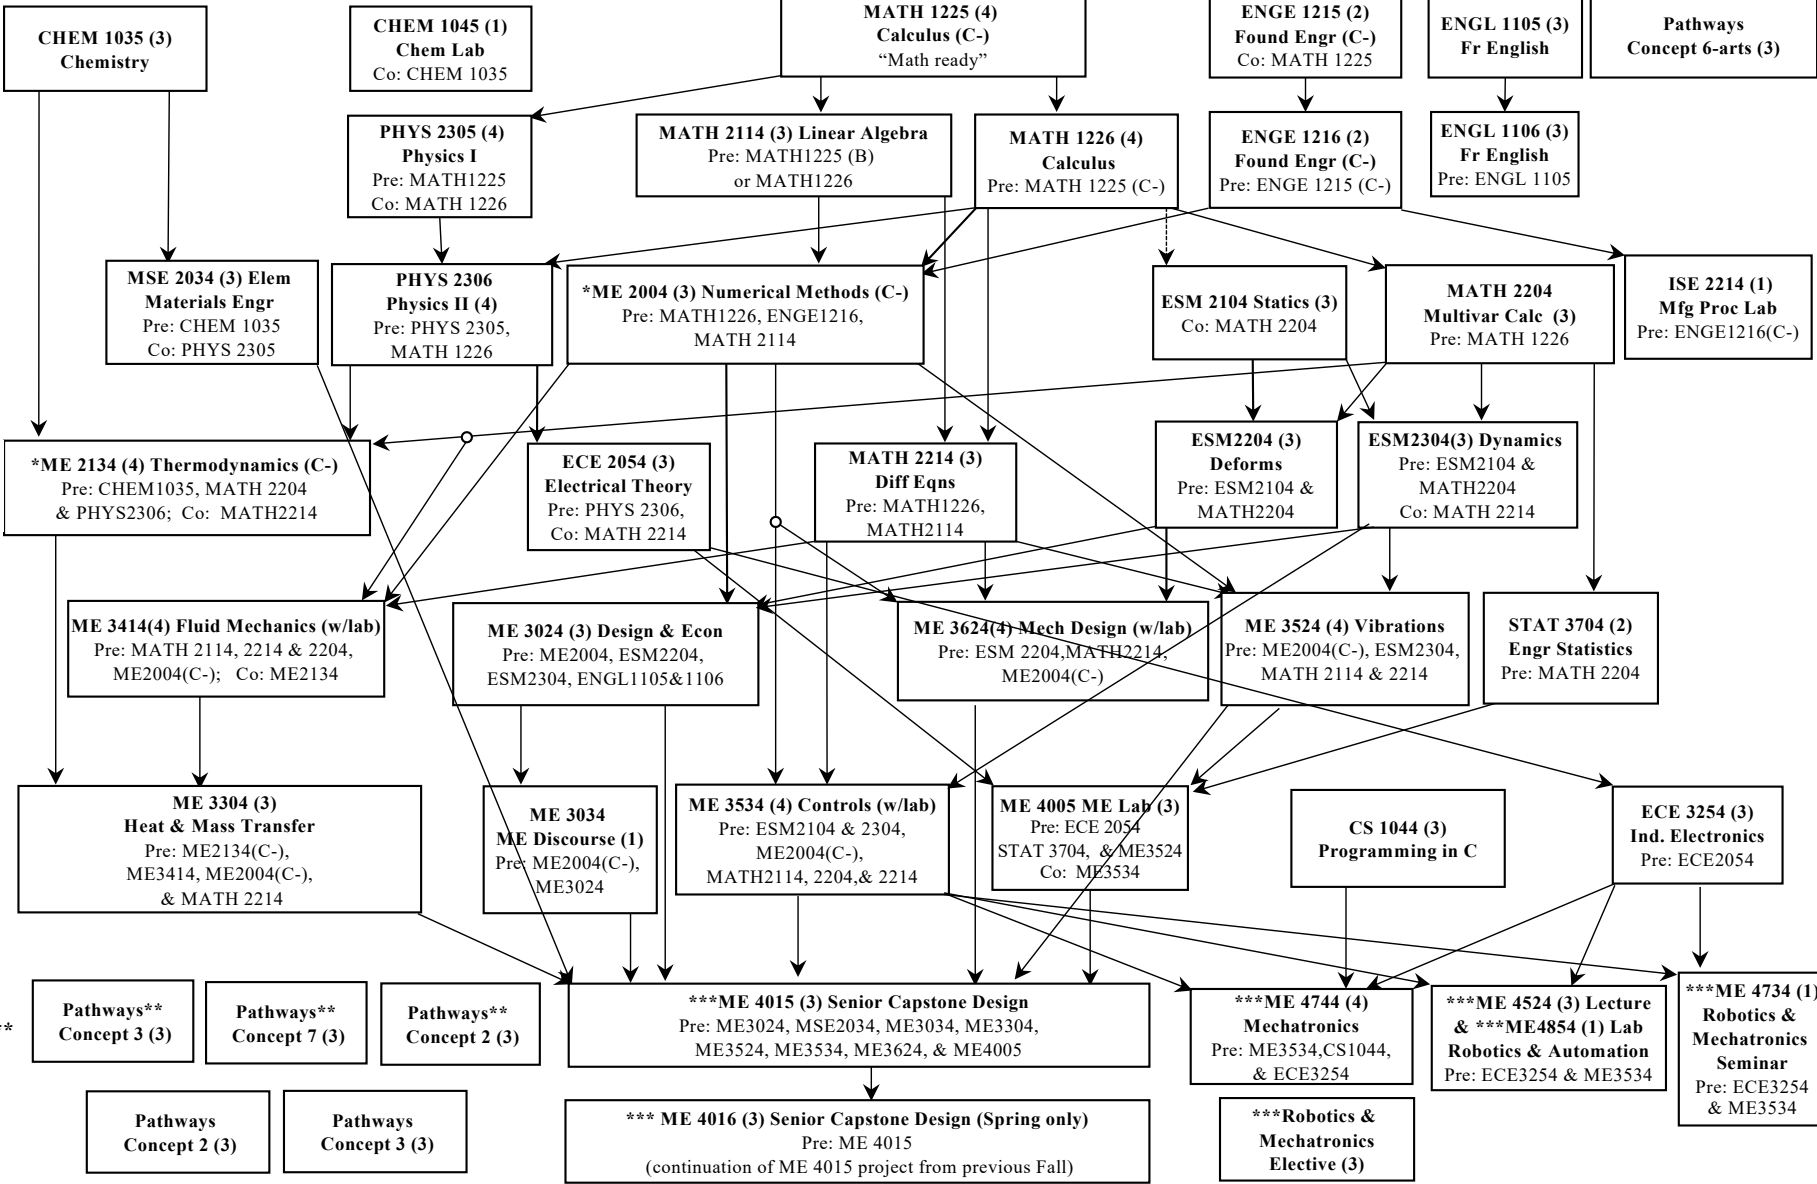 CHEM 1035 (3)
Chemistry
CHEM 1045 (1)
Chem Lab
Co: CHEM 1035
MATH 1225 (4)
Calculus (C-)
“Math ready”
ENGE 1215 (2)
Found Engr (C-)
Co: MATH 1225
ENGL 1105 (3)
Fr English
Pathways
Concept 6-arts (3)
PHYS 2305 (4)
Physics I
Pre: MATH1225
Co: MATH 1226
MATH 2114 (3) Linear Algebra
Pre: MATH1225 (B)
or MATH1226
MATH 1226 (4)
Calculus
Pre: MATH 1225 (C-)
ENGE 1216 (2)
Found Engr (C-)
Pre: ENGE 1215 (C-)
ENGL 1106 (3)
Fr English
Pre: ENGL 1105
MSE 2034 (3) Elem
Materials Engr
Pre: CHEM 1035
Co: PHYS 2305
PHYS 2306
Physics II (4)
Pre: PHYS 2305,
MATH 1226
*ME 2004 (3) Numerical Methods (C-)
Pre: MATH1226, ENGE1216,
MATH 2114
ESM 2104 Statics (3)
Co: MATH 2204
MATH 2204
Multivar Calc (3)
Pre: MATH 1226
ISE 2214 (1)
Mfg Proc Lab
Pre: ENGE1216(C-)
*ME 2134 (4) Thermodynamics (C-)
Pre: CHEM1035, MATH 2204
& PHYS2306; Co: MATH2214
ECE 2054 (3)
Electrical Theory
Pre: PHYS 2306,
Co: MATH 2214
MATH 2214 (3)
Diff Eqns
Pre: MATH1226,
MATH2114
ESM2204 (3)
Deforms
Pre: ESM2104 &
MATH2204
ESM2304(3) Dynamics
Pre: ESM2104 &
MATH2204
Co: MATH 2214
ME 3414(4) Fluid Mechanics (w/lab)
Pre: MATH 2114, 2214 & 2204,
ME2004(C-); Co: ME2134
ME 3024 (3) Design & Econ
Pre: ME2004, ESM2204,
ESM2304, ENGL1105&1106
ME 3624(4) Mech Design (w/lab)
Pre: ESM 2204,MATH2214,
ME2004(C-)
ME 3524 (4) Vibrations
Pre: ME2004(C-), ESM2304,
MATH 2114 & 2214
STAT 3704 (2)
Engr Statistics
Pre: MATH 2204
ME 3304 (3)
Heat & Mass Transfer
Pre: ME2134(C-),
ME3414, ME2004(C-),
& MATH 2214
ME 3034
ME Discourse (1)
Pre: ME2004(C-),
ME3024
ME 3534 (4) Controls (w/lab)
Pre: ESM2104 & 2304,
ME2004(C-),
MATH2114, 2204,& 2214
ME 4005 ME Lab (3)
Pre: ECE 2054
STAT 3704, & ME3524
Co: ME3534
CS 1044 (3)
Programming in C
ECE 3254 (3)
Ind. Electronics
Pre: ECE2054
**
Pathways**
Concept 3 (3)
Pathways**
Concept 7 (3)
Pathways**
Concept 2 (3)
***ME 4015 (3) Senior Capstone Design
Pre: ME3024, MSE2034, ME3034, ME3304,
ME3524, ME3534, ME3624, & ME4005
***ME 4744 (4)
Mechatronics
Pre: ME3534,CS1044,
& ECE3254
***ME 4524 (3) Lecture
& ***ME4854 (1) Lab
Robotics & Automation
Pre: ECE3254 & ME3534
***ME 4734 (1)
Robotics &
Mechatronics
Seminar
Pre: ECE3254
& ME3534
Pathways
Concept 2 (3)
Pathways
Concept 3 (3)
*** ME 4016 (3) Senior Capstone Design (Spring only)
Pre: ME 4015
(continuation of ME 4015 project from previous Fall)
***Robotics &
Mechatronics
Elective (3)